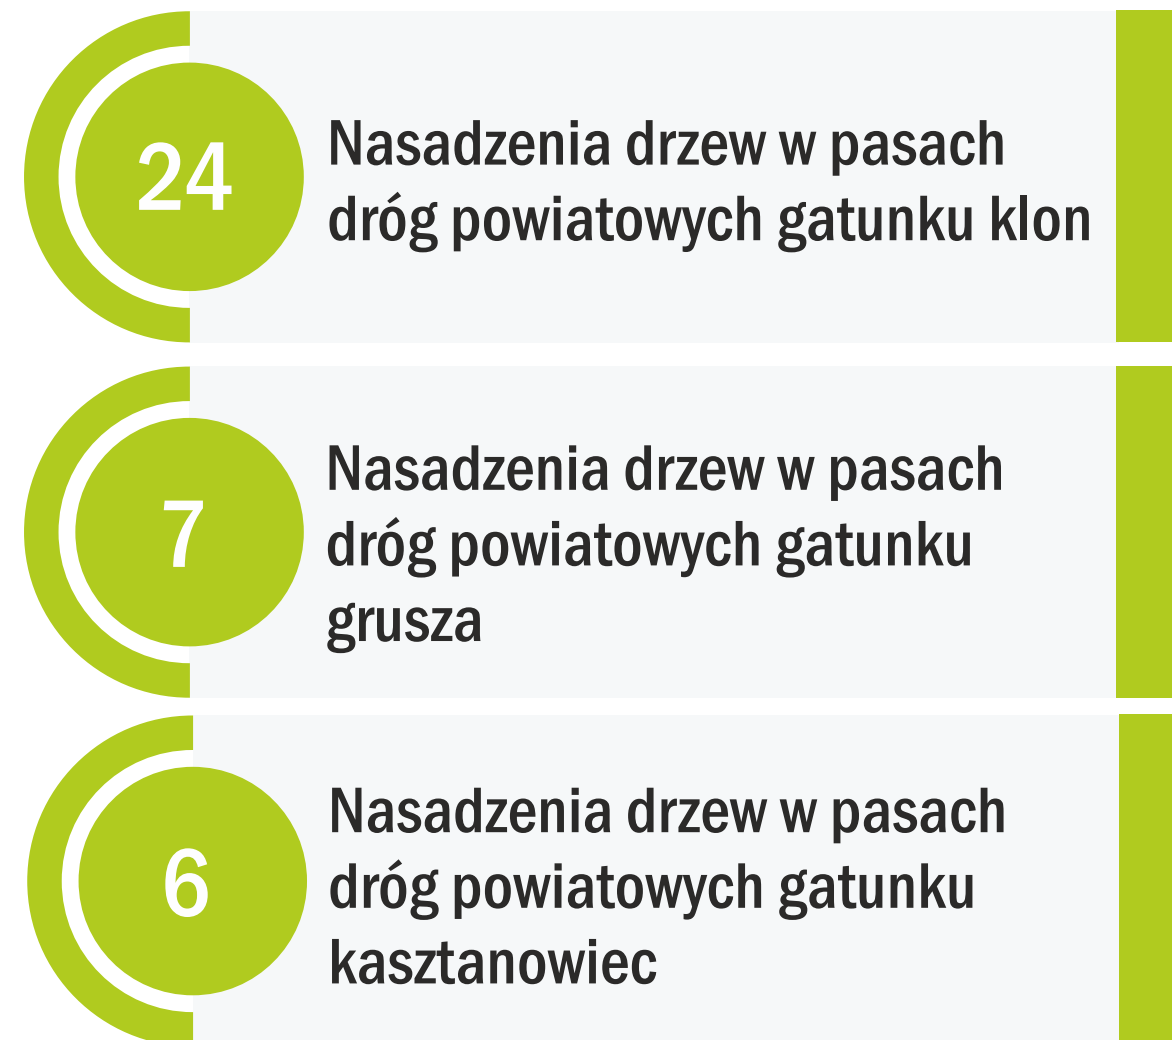 24
Nasadzenia drzew w pasach
dróg powiatowych gatunku klon
7
Nasadzenia drzew w pasach
dróg powiatowych gatunku
grusza
6
Nasadzenia drzew w pasach
dróg powiatowych gatunku
kasztanowiec